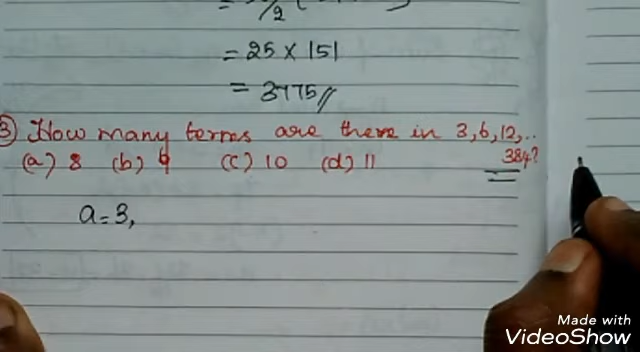 = 25 × 151
= 3775 //
③ How many terms are there in 3, 6, 12, ..
384?
(a) 8 (b) 9 (c) 10 (d) 11
a = 3,
Made with
VideoShow